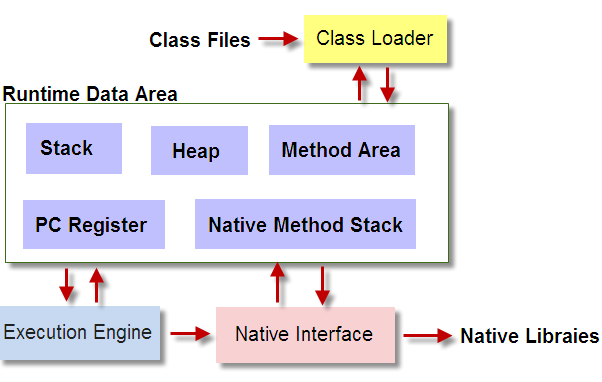 Class Files
Class Loader
Runtime Data Area
Stack
Heap
Method Area
PC Register
Native Method Stack
Execution Engine
Native Interface
Native Libraies